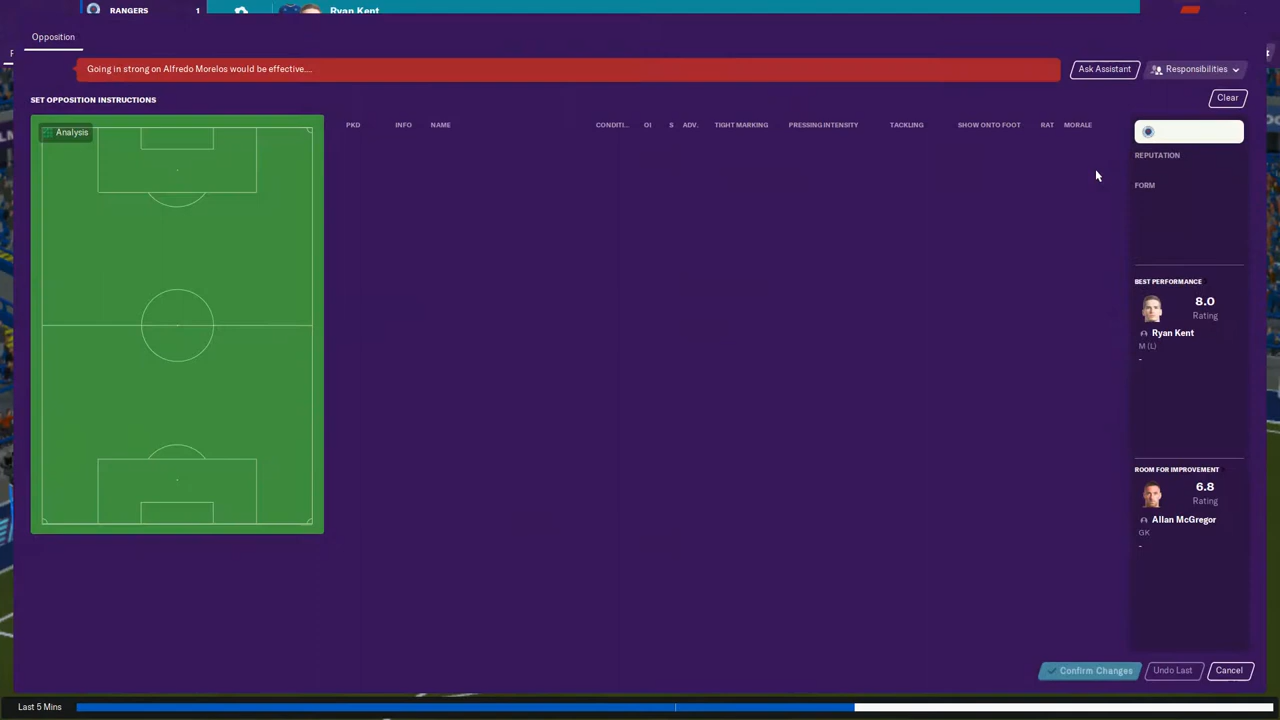 RANGERS 1
Ryan Kent
Opposition
Going in strong on Alfredo Morelos would be effective....
Ask Assistant
Responsibilities
SET OPPOSITION INSTRUCTIONS
Clear
Analysis
PKD INFO NAME CONDITI... OI S ADV. TIGHT MARKING PRESSING INTENSITY TACKLING SHOW ONTO FOOT RAT MORALE
REPUTATION
FORM
BEST PERFORMANCE
8.0
Rating
Ryan Kent
M (L)
-
ROOM FOR IMPROVEMENT
6.8
Rating
Allan McGregor
GK
-
Confirm Changes
Undo Last
Cancel
Last 5 Mins